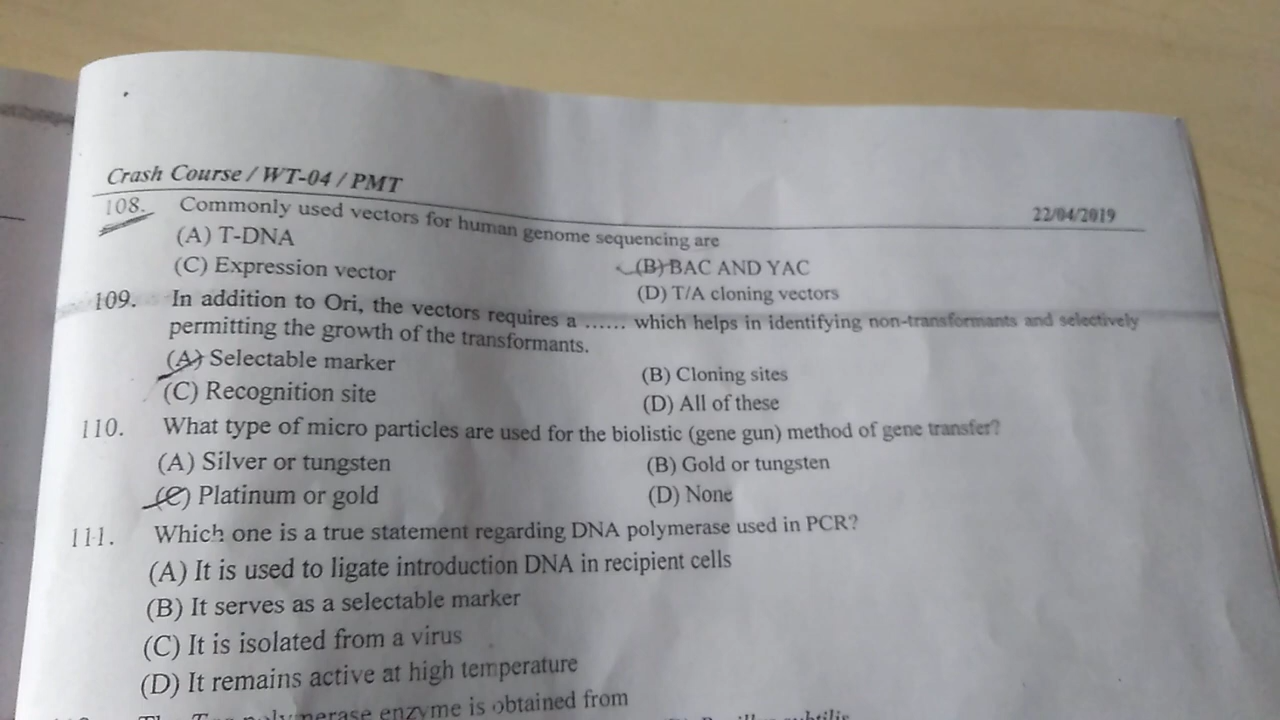 Crash Course / WT-04 / PMT
22/04/2019
108. Commonly used vectors for human genome sequencing are
(A) T-DNA
(B) BAC AND YAC
(C) Expression vector
(D) T/A cloning vectors
109. In addition to Ori, the vectors requires a ...... which helps in identifying non-transformants and selectively
permitting the growth of the transformants.
(A) Selectable marker
(B) Cloning sites
(C) Recognition site
(D) All of these
110. What type of micro particles are used for the biolistic (gene gun) method of gene transfer?
(A) Silver or tungsten
(B) Gold or tungsten
(C) Platinum or gold
(D) None
111. Which one is a true statement regarding DNA polymerase used in PCR?
(A) It is used to ligate introduction DNA in recipient cells
(B) It serves as a selectable marker
(C) It is isolated from a virus
(D) It remains active at high temperature
polymerase enzyme is obtained from